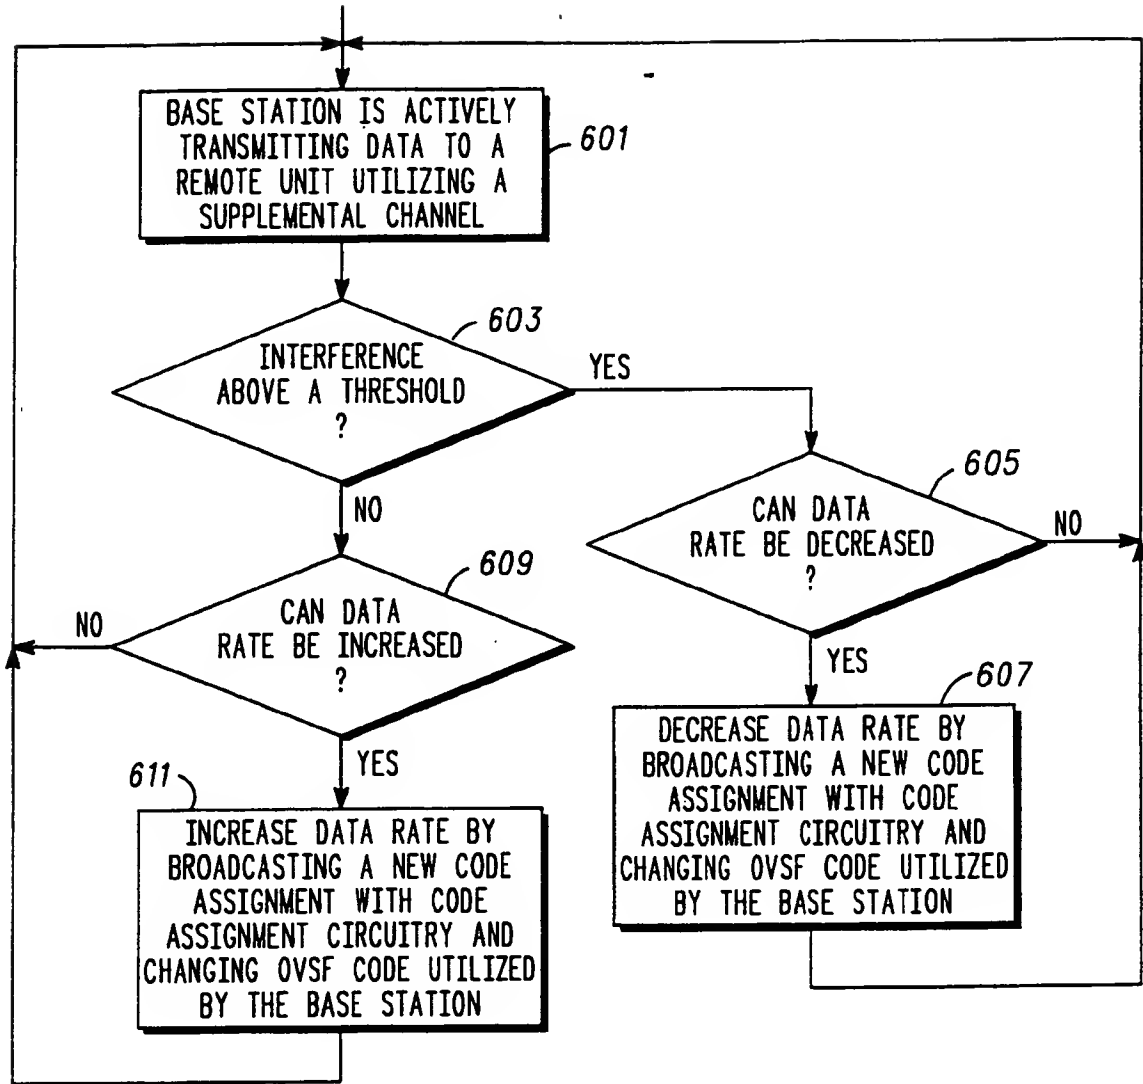 BASE STATION IS ACTIVELY
TRANSMITTING DATA TO A
REMOTE UNIT UTILIZING A
SUPPLEMENTAL CHANNEL
601
INTERFERENCE
ABOVE A THRESHOLD
?
603
YES
NO
CAN DATA
RATE BE DECREASED
?
605
NO
YES
CAN DATA
RATE BE INCREASED
?
609
NO
YES
DECREASE DATA RATE BY
BROADCASTING A NEW CODE
ASSIGNMENT WITH CODE
ASSIGNMENT CIRCUITRY AND
CHANGING OVSF CODE UTILIZED
BY THE BASE STATION
607
611
INCREASE DATA RATE BY
BROADCASTING A NEW CODE
ASSIGNMENT WITH CODE
ASSIGNMENT CIRCUITRY AND
CHANGING OVSF CODE UTILIZED
BY THE BASE STATION